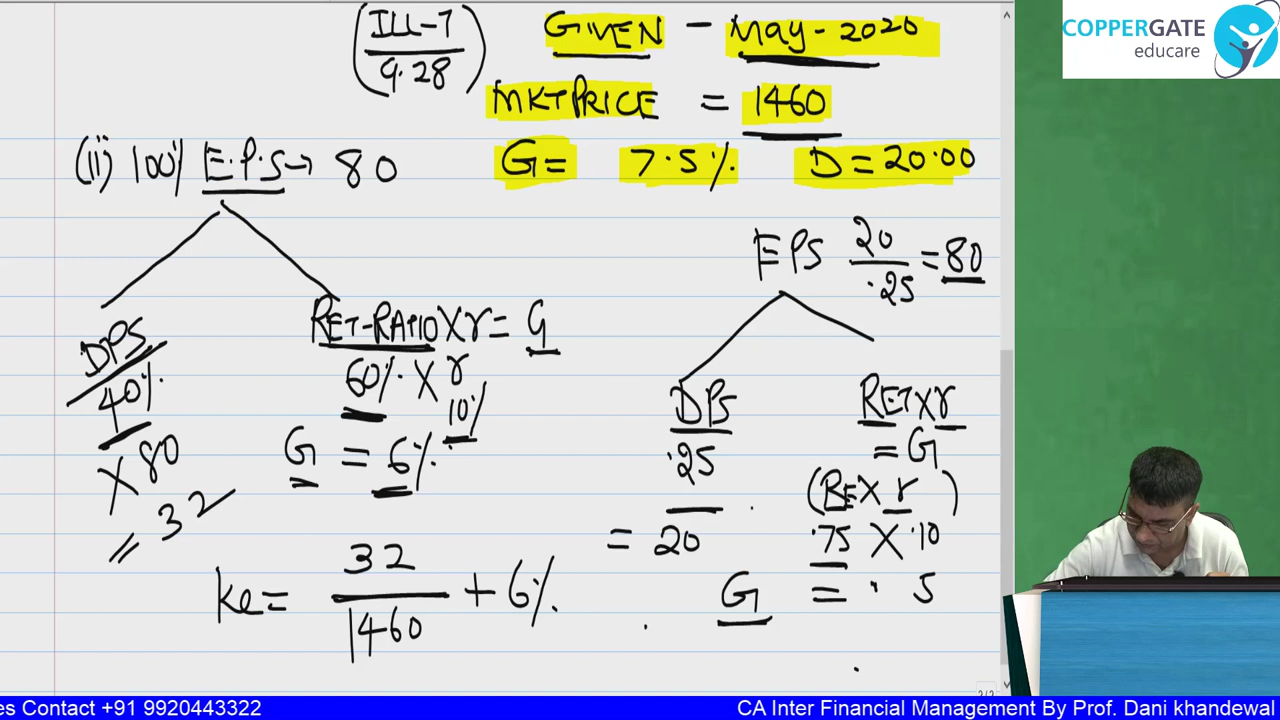 COPPERGATE
educare
(ILL-7
9.28)
GIVEN - MAY-2020
MKT PRICE = 1460
G= 7.5% D=20.00
(ii) 100% E.P.S → 80
EPS 20/.25 = 80
DPS
40%
X 80
= 32
RET-RATIO X r = G
60% X r
10%
G = 6%
Ke = 32/1460 + 6%
DPS
.25
= 20
RET X r
= G
(RE X r)
.75 X .10
G = . 5
es Contact +91 9920443322
CA Inter Financial Management By Prof. Dani khandewal